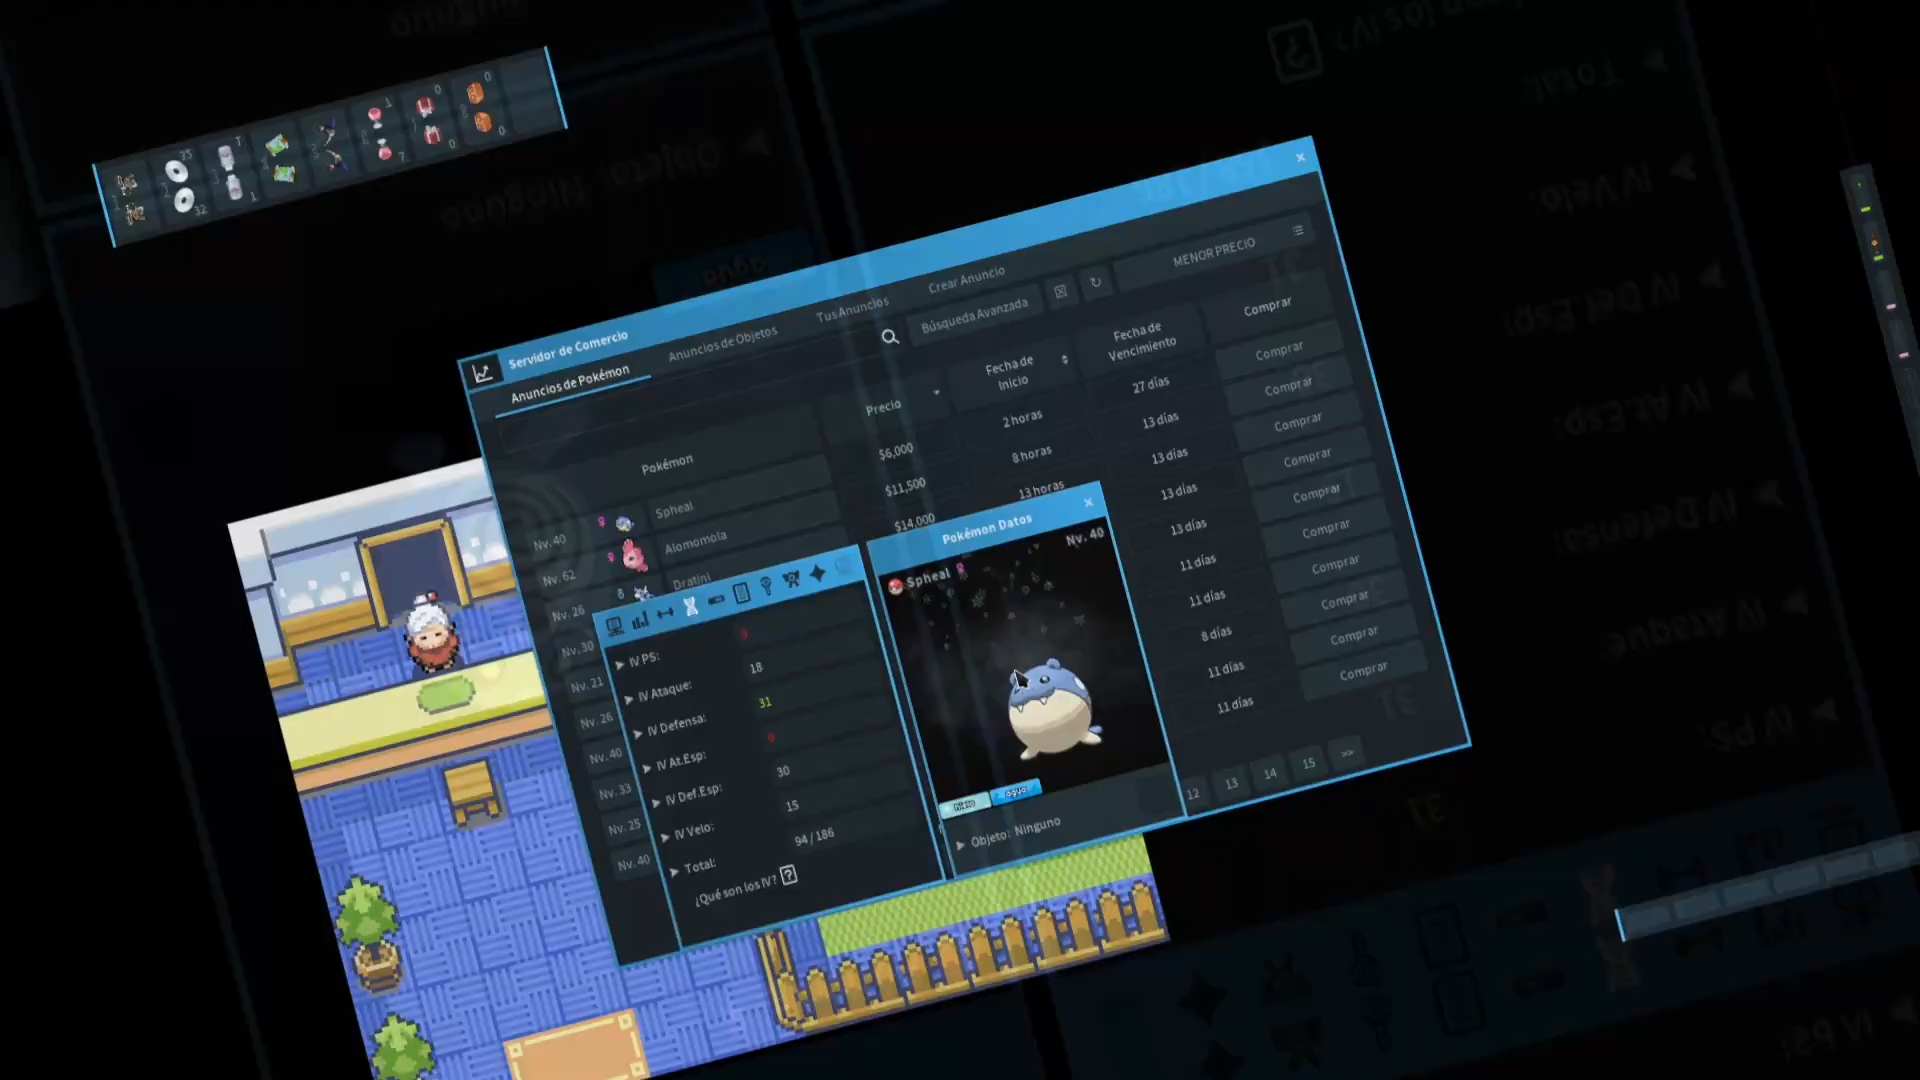 Servidor de Comercio
Anuncios de Pokémon
Anuncios de Objetos
Tus Anuncios
Crear Anuncio
Búsqueda Avanzada
MENOR PRECIO
Pokémon
Precio
Fecha de Inicio
Fecha de Vencimiento
Nv. 40 Spheal $6,000 2 horas 27 días Comprar
Nv. 62 Alomomola $11,500 8 horas 13 días Comprar
Nv. 26 Dratini $14,000 13 horas 13 días Comprar
Nv. 30 13 días Comprar
Nv. 21 13 días Comprar
Nv. 26 11 días Comprar
Nv. 40 11 días Comprar
Nv. 33 8 días Comprar
Nv. 25 11 días Comprar
Nv. 40 11 días Comprar
Comprar
12 13 14 15 >>
Pokémon Datos
Spheal
Nv. 40
hielo agua
Objeto: Ninguno
IV PS: 9
IV Ataque: 18
IV Defensa: 31
IV At.Esp:
IV Def.Esp: 30
IV Velo: 15
Total: 94 / 186
¿Qué son los IV? ?